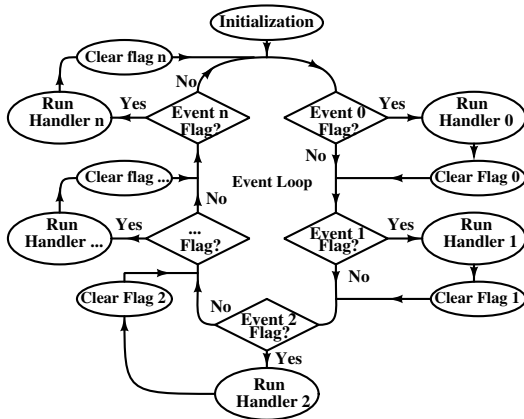 Initialization
Clear flag n
No
Run
Handler n
Yes
Event n
Flag?
Event 0
Flag?
Yes
Run
Handler 0
No
Clear Flag 0
Event Loop
Clear flag ...
No
Run
Handler ...
Yes
...
Flag?
Event 1
Flag?
Yes
Run
Handler 1
No
Clear Flag 1
Clear Flag 2
No
Event 2
Flag?
Yes
Run
Handler 2